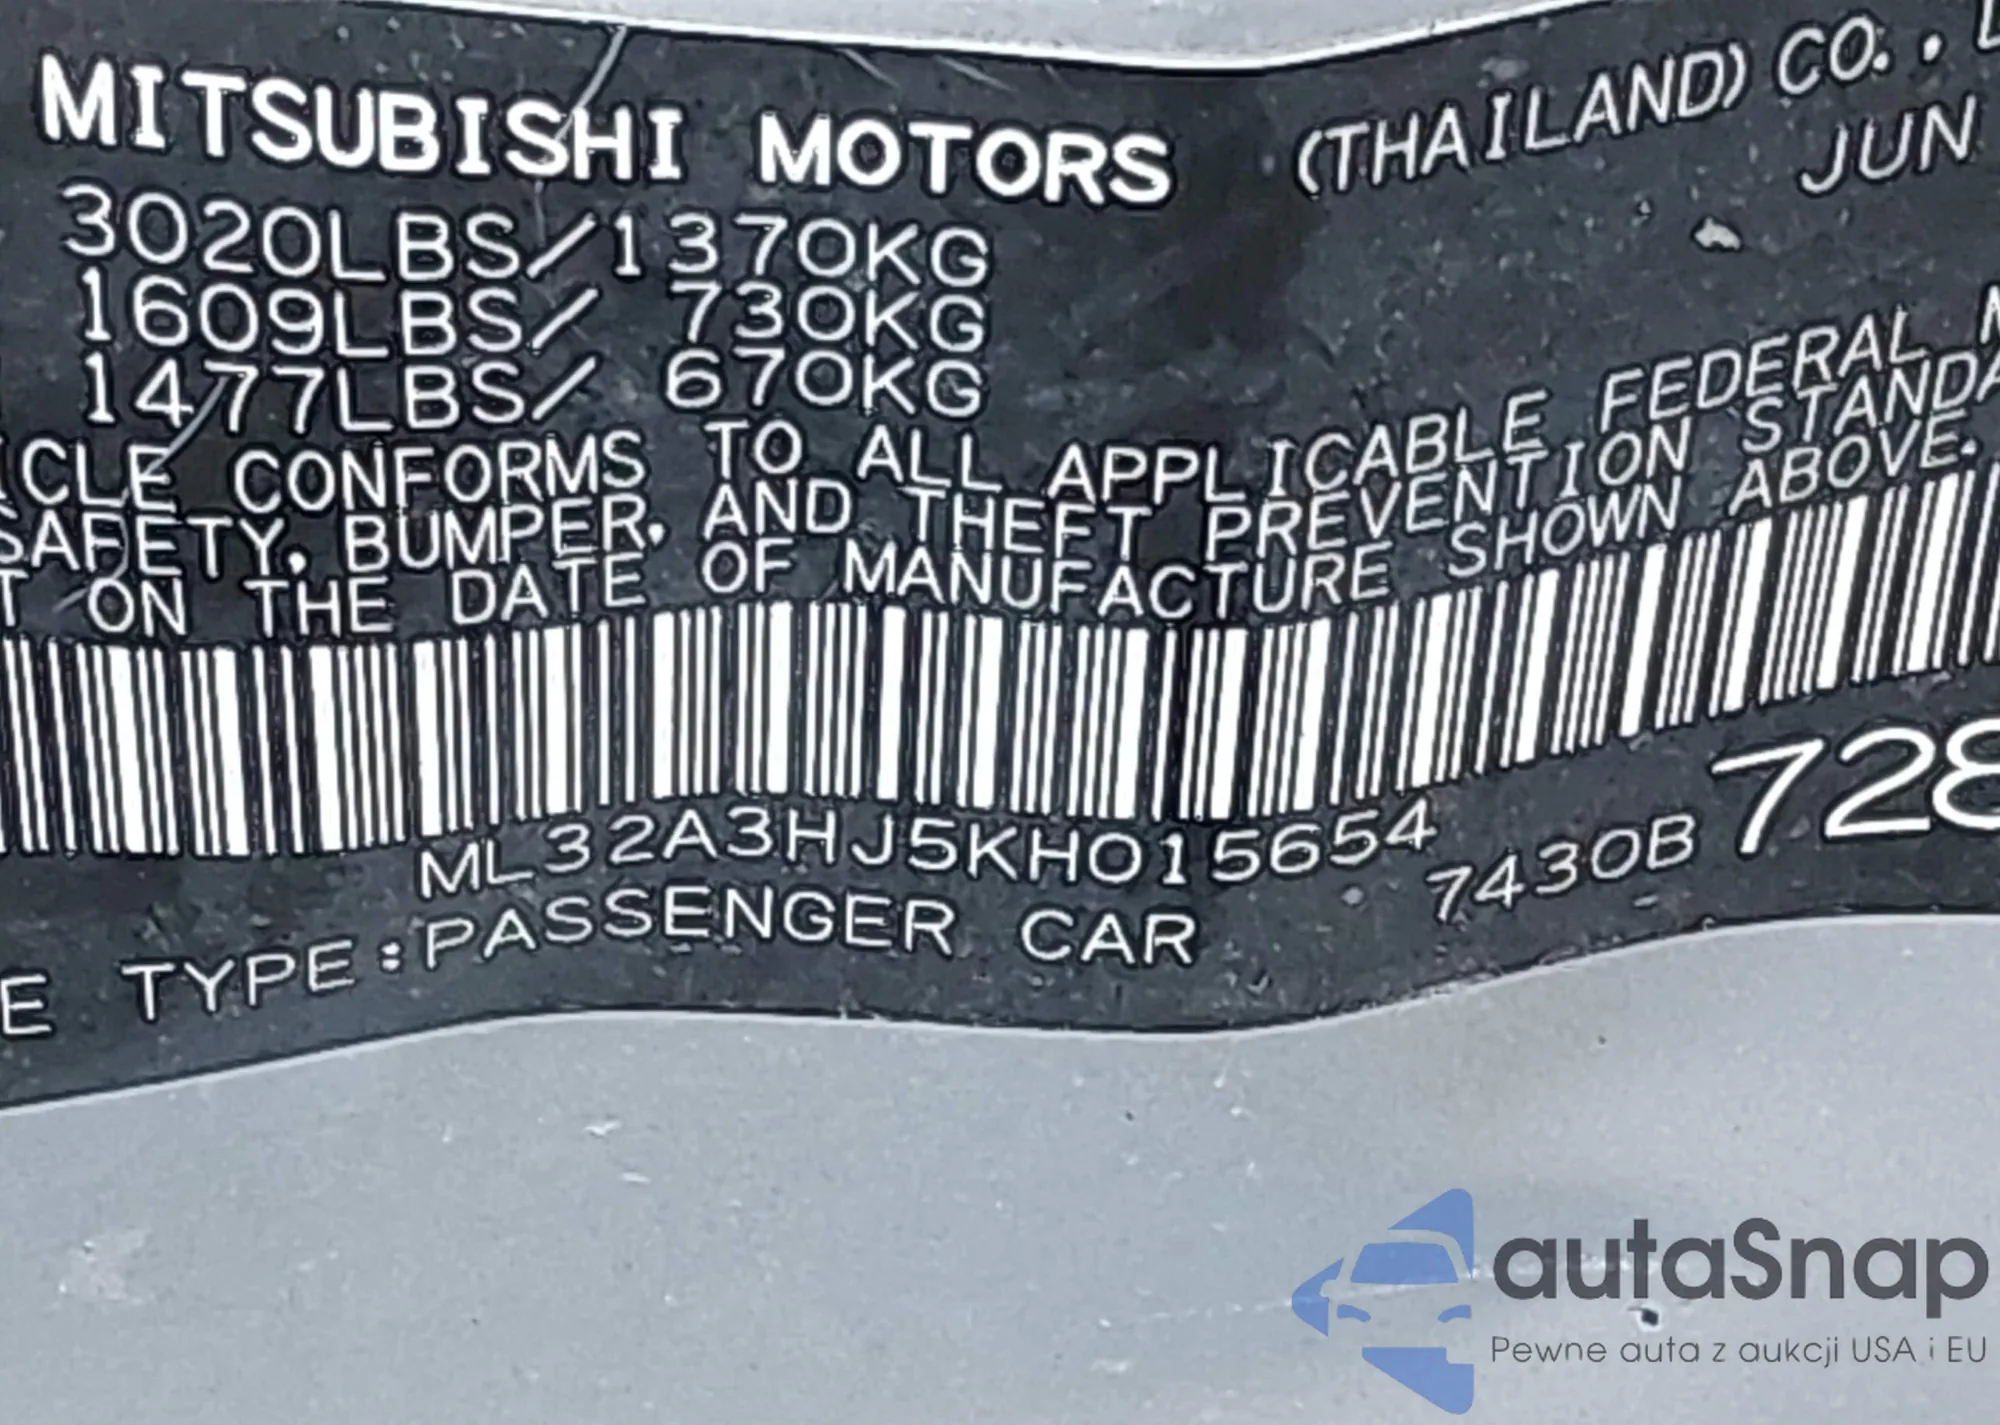 MITSUBISHI MOTORS (THAILAND) CO.,
JUN
3020LBS/1370KG
1609LBS/ 730KG
1477LBS/ 670KG
CLE CONFORMS TO ALL APPLICABLE FEDERAL M
SAFETY, BUMPER, AND THEFT PREVENTION STANDA
T ON THE DATE OF MANUFACTURE SHOWN ABOVE.
ML32A3HJ5KH015654
7430B 728
E TYPE:PASSENGER CAR
autaSnap
Pewne auta z aukcji USA i EU